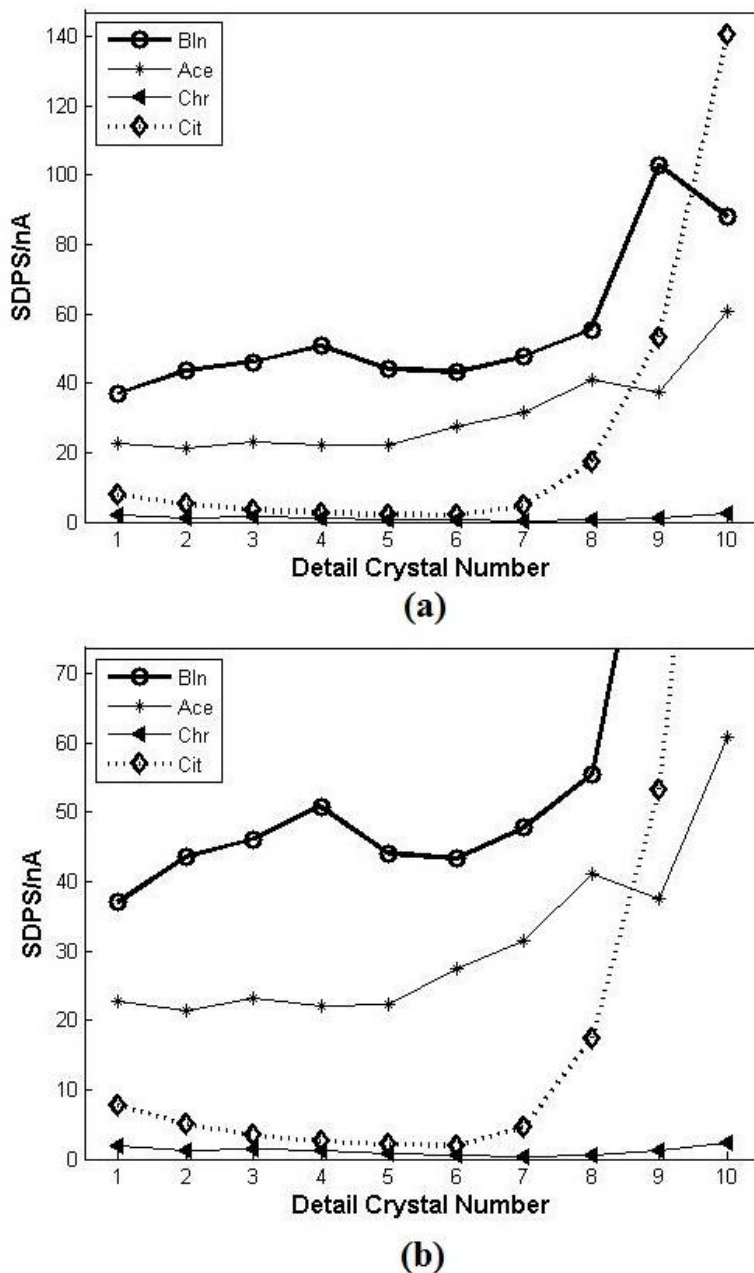 140
120
100
80
60
40
20
0
SDPS/nA
Bln
Ace
Chr
Cit
1 2 3 4 5 6 7 8 9 10
Detail Crystal Number
(a)
70
60
50
40
30
20
10
0
SDPS/nA
Bln
Ace
Chr
Cit
1 2 3 4 5 6 7 8 9 10
Detail Crystal Number
(b)